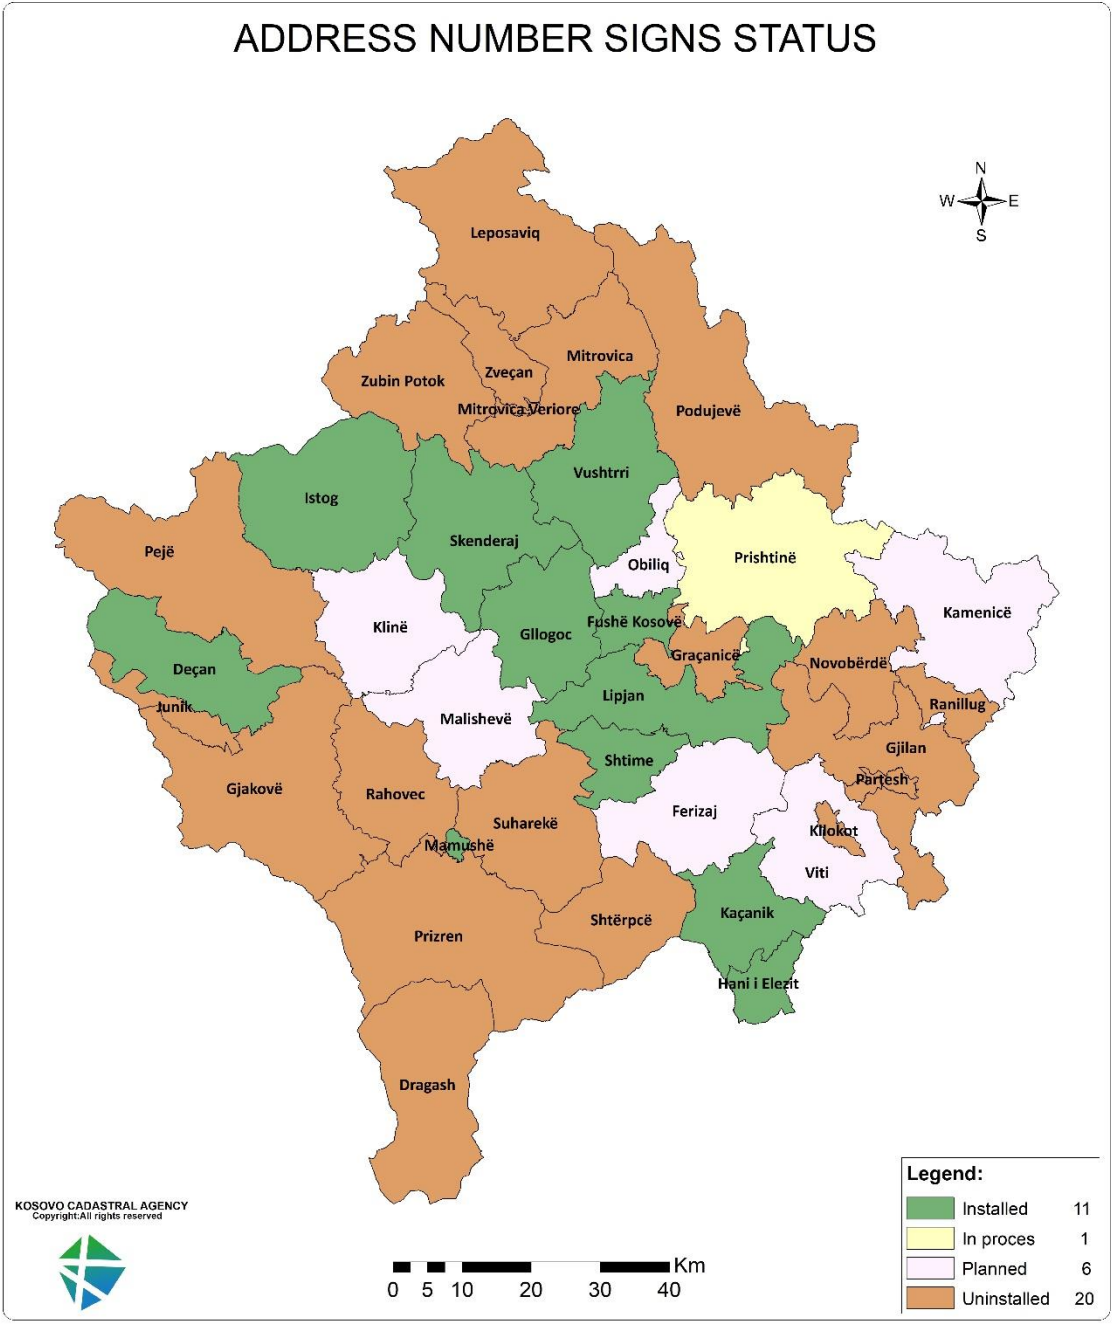 ADDRESS NUMBER SIGNS STATUS
N
W E
S
Leposaviq
Mitrovica
Zveçan
Zubin Potok
Mitrovica Veriore
Podujevë
Vushtrri
Istog
Skenderaj
Pejë
Prishtinë
Obiliq
Kamenicë
Fushë Kosovë
Klinë
Gllogoc
Graçanicë
Novobërdë
Deçan
Lipjan
Ranillug
Junik
Malishevë
Gjilan
Shtime
Partesh
Gjakovë
Rahovec
Ferizaj
Suharekë
Kllokot
Mamushë
Viti
Kaçanik
Shtërpcë
Prizren
Hani i Elezit
Dragash
Legend:
Installed 11
In proces 1
Planned 6
Uninstalled 20
KOSOVO CADASTRAL AGENCY
Copyright:All rights reserved
Km
0 5 10 20 30 40